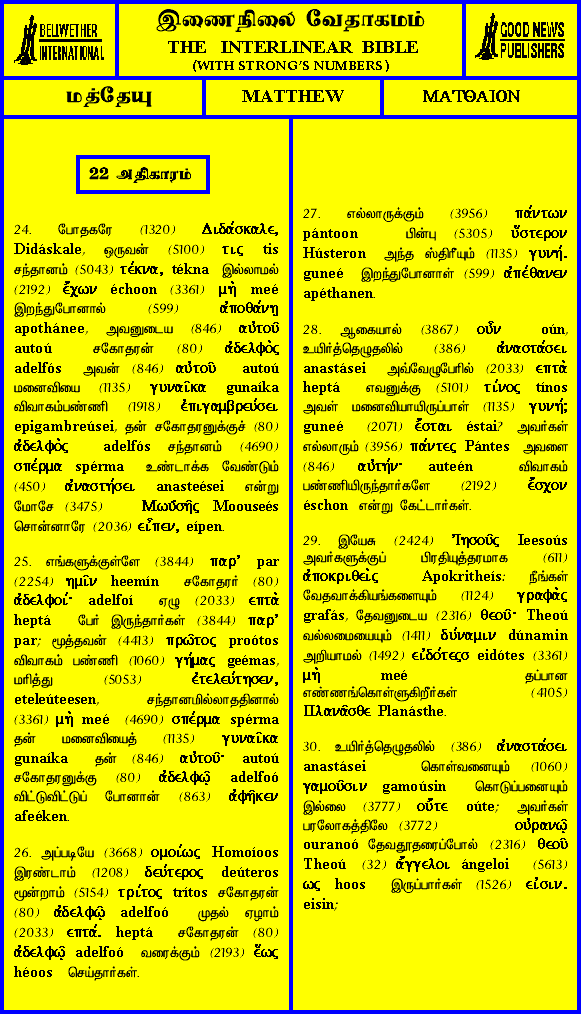 BELLWETHER
INTERNATIONAL
இணைநிலை வேதாகமம்
THE INTERLINEAR BIBLE
(WITH STRONG'S NUMBERS)
GOOD NEWS
PUBLISHERS
மத்தேயு
MATTHEW
ΜΑΤΘΑΙΟΝ
22 அதிகாரம்
24. போதகரே (1320) Διδάσκαλε,
Didáskale, ஒருவன் (5100) τις tis
சந்தானம் (5043) τέκνα, tékna இல்லாமல்
(2192) ἔχων échoon (3361) μὴ meé
இறந்துபோனால் (599) ἀποθάνῃ
apothánee, அவனுடைய (846) αὐτοῦ
autoú சகோதரன் (80) ἀδελφὸς
adelfós அவன் (846) αὐτοῦ autoú
மனைவியை (1135) γυναῖκα gunaíka
விவாகம்பண்ணி (1918) ἐπιγαμβρεύσει
epigambreúsei, தன் சகோதரனுக்குச் (80)
ἀδελφὸς adelfós சந்தானம் (4690)
σπέρμα spérma உண்டாக்க வேண்டும்
(450) ἀναστήσει anasteései என்று
மோசே (3475) Μωΰσῆς Moouseés
சொன்னாரே (2036) εἶπεν, eípen.
25. எங்களுக்குள்ளே (3844) παρ' par
(2254) ημῖν heemín சகோதரர் (80)
ἀδελφοί· adelfoí ஏழு (2033) επτὰ
heptá பேர் இருந்தார்கள் (3844) παρ'
par; மூத்தவன் (4413) πρῶτος proótos
விவாகம் பண்ணி (1060) γήμας geémas,
மரித்து (5053) ἐτελεύτησεν,
eteleúteesen, சந்தானமில்லாததினால்
(3361) μὴ meé (4690) σπέρμα spérma
தன் மனைவியைத் (1135) γυναῖκα
gunaíka தன் (846) αὐτοῦ· autoú
சகோதரனுக்கு (80) ἀδελφῷ adelfoó
விட்டுவிட்டுப் போனான் (863) ἀφῆκεν
afeéken.
26. அப்படியே (3668) ομοίως Homoíoos
இரண்டாம் (1208) δεύτερος deúteros
மூன்றாம் (5154) τρίτος trítos சகோதரன்
(80) ἀδελφῷ adelfoó முதல் ஏழாம்
(2033) επτά. heptá சகோதரன் (80)
ἀδελφῷ adelfoó வரைக்கும் (2193) ἕως
héoos செய்தார்கள்.
27. எல்லாருக்கும் (3956) πάντων
pántoon பின்பு (5305) ὕστερον
Hústeron அந்த ஸ்திரீயும் (1135) γυνή.
guneé இறந்துபோனாள் (599) ἀπέθανεν
apéthanen.
28. ஆகையால் (3867) οὖν oún,
உயிர்த்தெழுதலில் (386) ἀναστάσει
anastásei அவ்வேழுபேரில் (2033) επτὰ
heptá எவனுக்கு (5101) τίνος tínos
அவள் மனைவியாயிருப்பாள் (1135) γυνή;
guneé (2071) ἔσται éstai? அவர்கள்
எல்லாரும் (3956) πάντες Pántes அவளை
(846) αὐτήν· auteén விவாகம்
பண்ணியிருந்தார்களே (2192) ἔσχον
éschon என்று கேட்டார்கள்.
29. இயேசு (2424) Ἰησοῦς Ieesoús
அவர்களுக்குப் பிரதியுத்தரமாக (611)
ἀποκριθεὶς Apokritheís: நீங்கள்
வேதவாக்கியங்களையும் (1124) γραφὰς
grafás, தேவனுடைய (2316) θεοῦ· Theoú
வல்லமையையும் (1411) δύναμιν dúnamin
அறியாமல் (1492) εἰδότεςσ eidótes (3361)
μὴ meé தப்பான
எண்ணங்கொள்ளுகிறீர்கள் (4105)
Πλανᾶσθε Planásthe.
30. உயிர்த்தெழுதலில் (386) ἀναστάσει
anastásei கொள்வனையும் (1060)
γαμοῦσιν gamoúsin கொடுப்பனையும்
இல்லை (3777) οὔτε oúte; அவர்கள்
பரலோகத்திலே (3772) οὐρανῷ
ouranoó தேவதூதரைப்போல் (2316) θεοῦ
Theoú (32) ἄγγελοι ángeloi (5613)
ως hoos இருப்பார்கள் (1526) εἰσιν.
eisin;